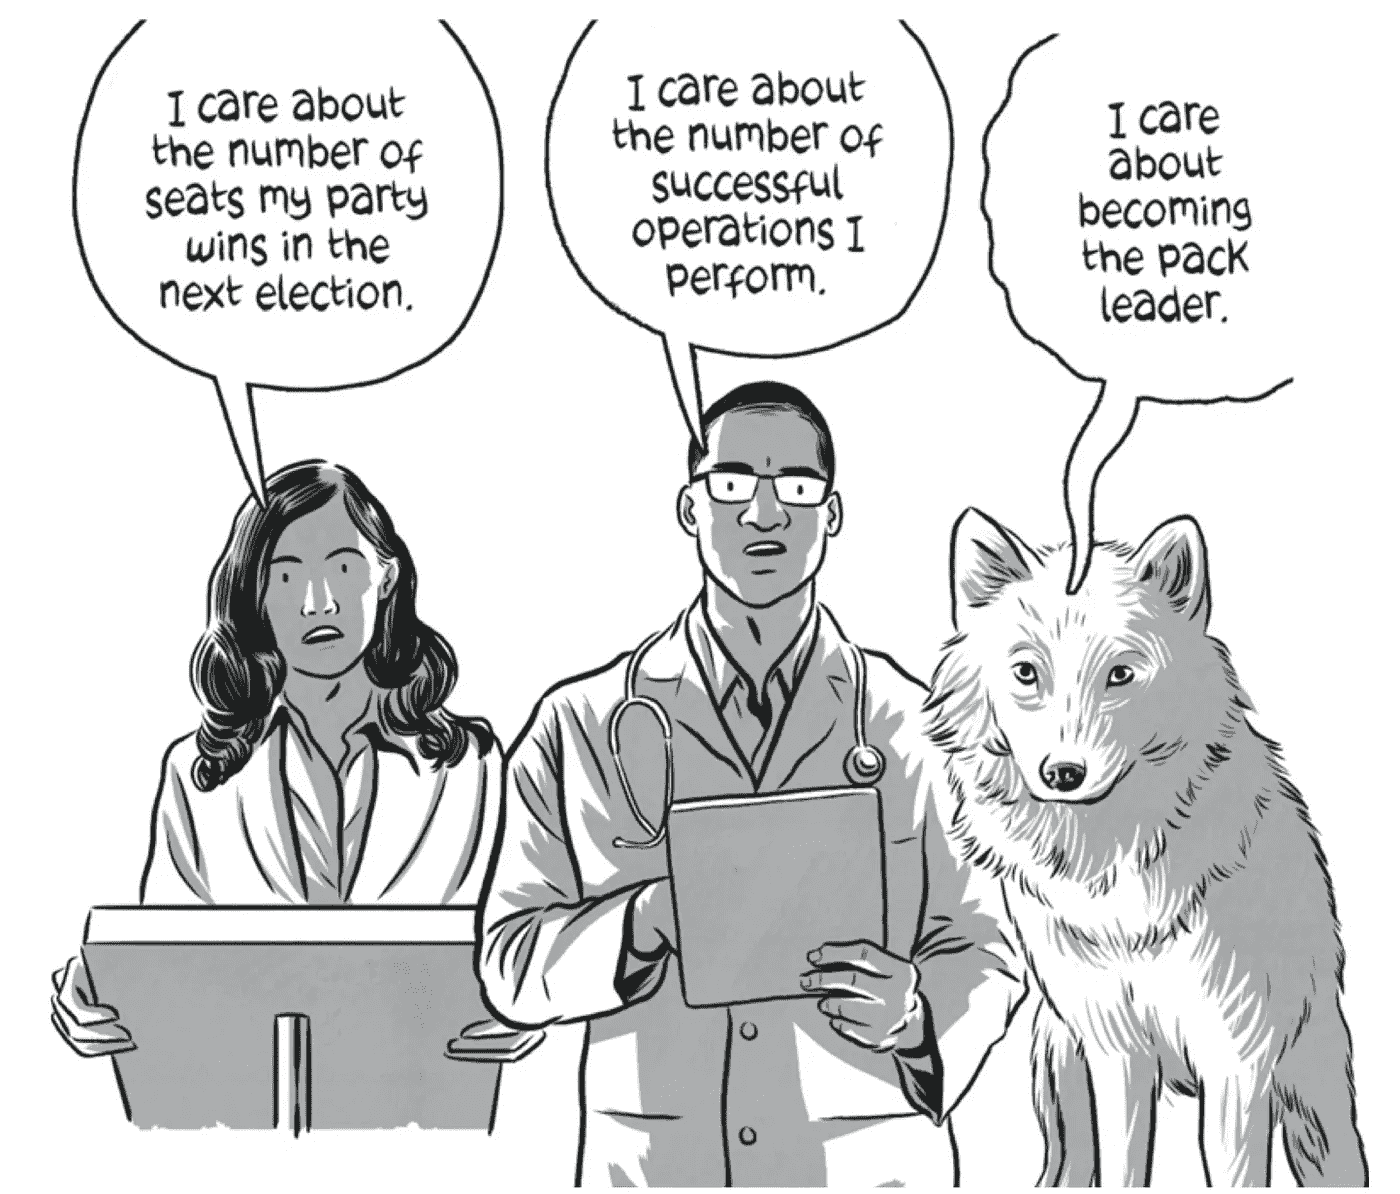 I care about
the number of
seats my party
wins in the
next election.
I care about
the number of
successful
operations I
perform.
I care
about
becoming
the pack
leader.